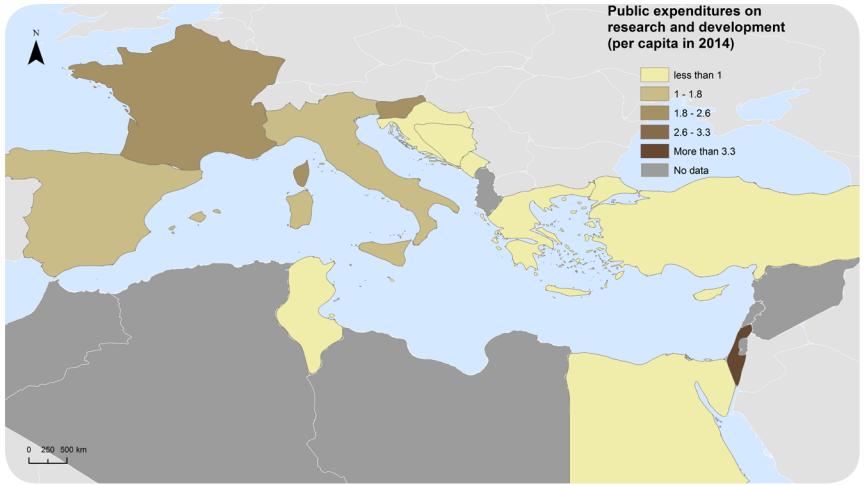 Public expenditures on
research and development
(per capita in 2014)
N
less than 1
1 - 1.8
1.8 - 2.6
2.6 - 3.3
More than 3.3
No data
0 250 500 km